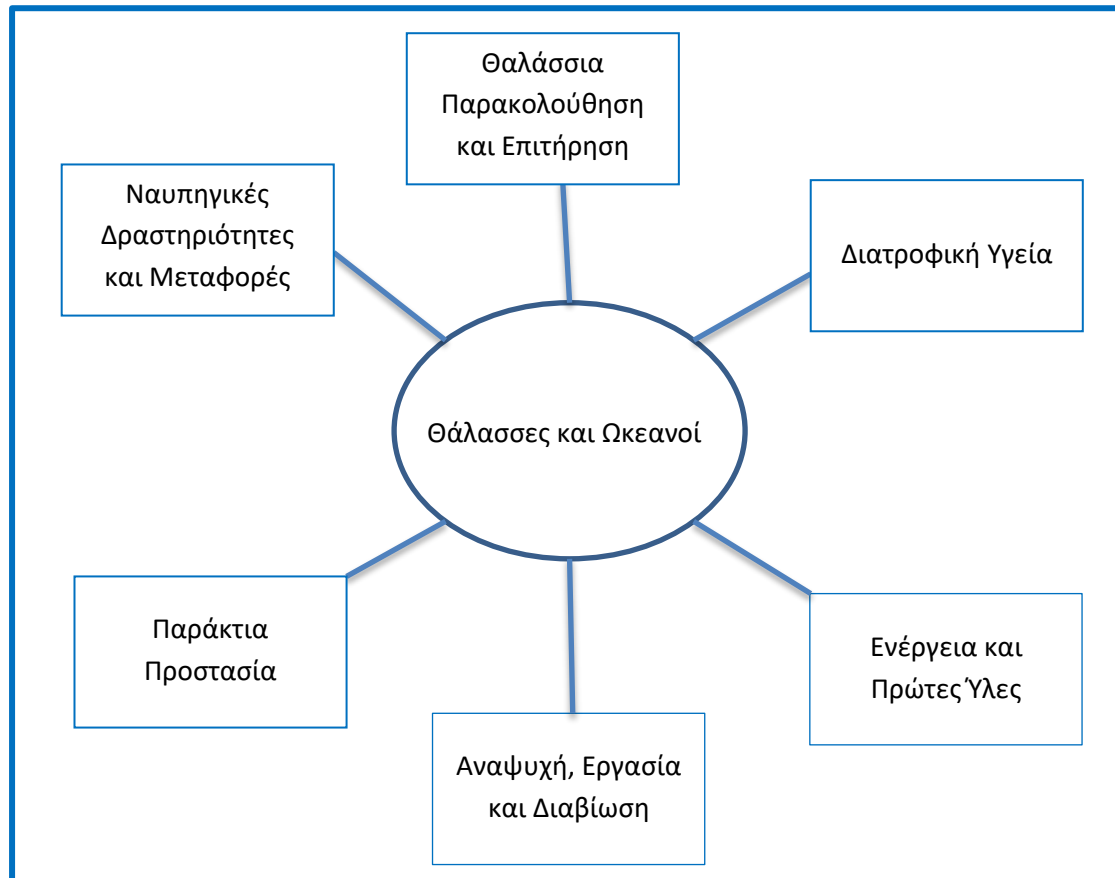 Θαλάσσια
Παρακολούθηση
και Επιτήρηση
Ναυπηγικές
Δραστηριότητες
και Μεταφορές
Διατροφική Υγεία
Θάλασσες και Ωκεανοί
Παράκτια
Προστασία
Ενέργεια και
Πρώτες Ύλες
Αναψυχή, Εργασία
και Διαβίωση